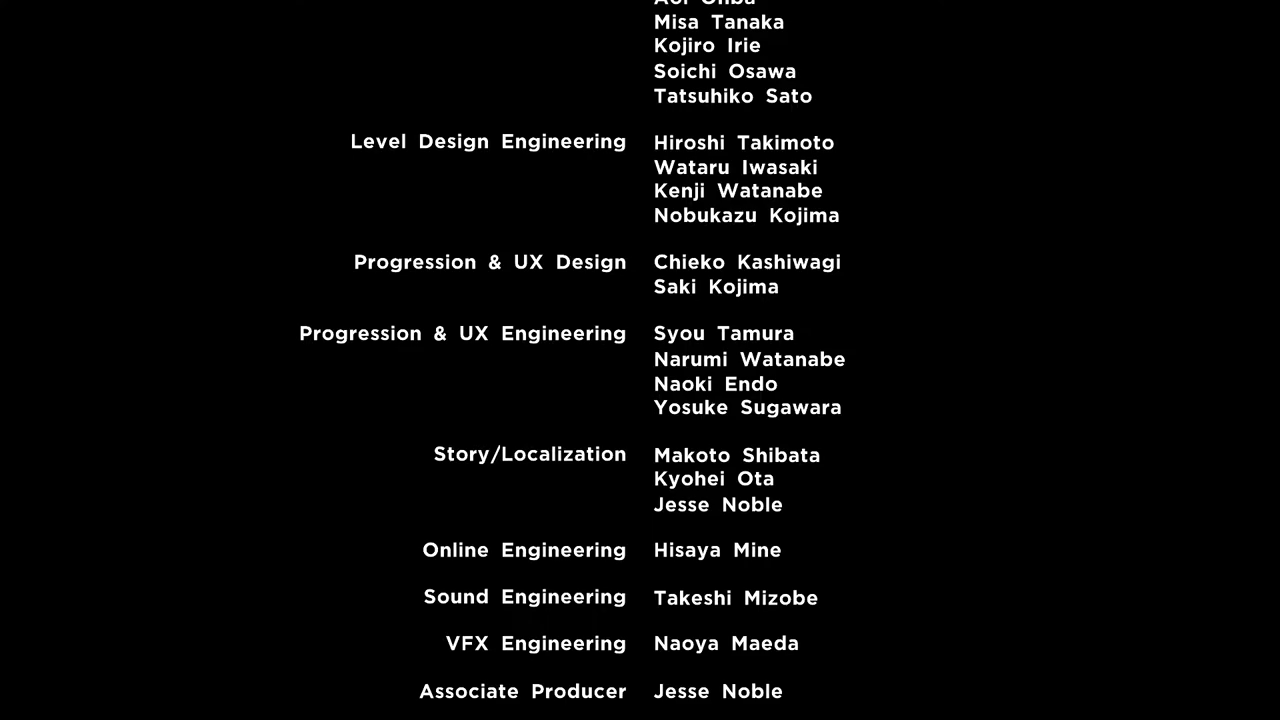 Misa Tanaka
Kojiro Irie
Soichi Osawa
Tatsuhiko Sato
Level Design Engineering Hiroshi Takimoto
Wataru Iwasaki
Kenji Watanabe
Nobukazu Kojima
Progression & UX Design Chieko Kashiwagi
Saki Kojima
Progression & UX Engineering Syou Tamura
Narumi Watanabe
Naoki Endo
Yosuke Sugawara
Story/Localization Makoto Shibata
Kyohei Ota
Jesse Noble
Online Engineering Hisaya Mine
Sound Engineering Takeshi Mizobe
VFX Engineering Naoya Maeda
Associate Producer Jesse Noble